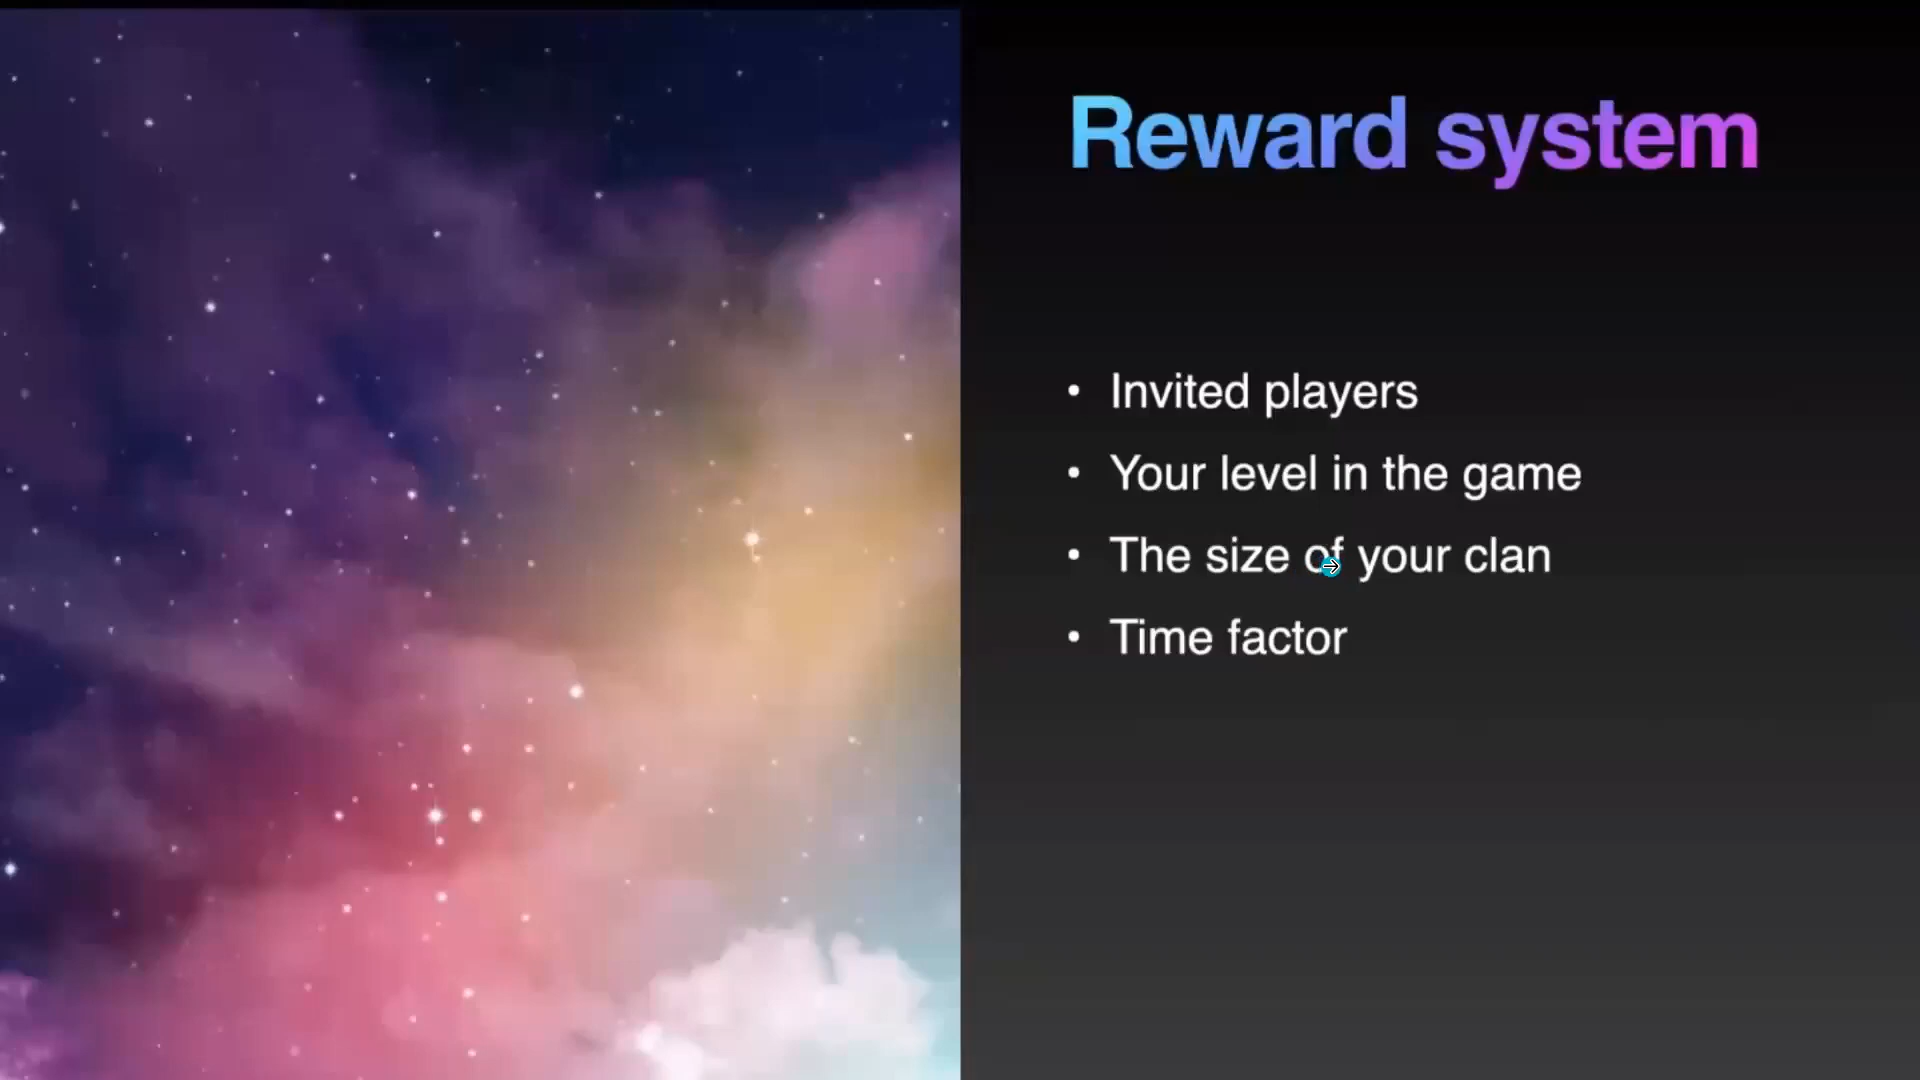 Reward system
• Invited players
• Your level in the game
• The size of your clan
• Time factor